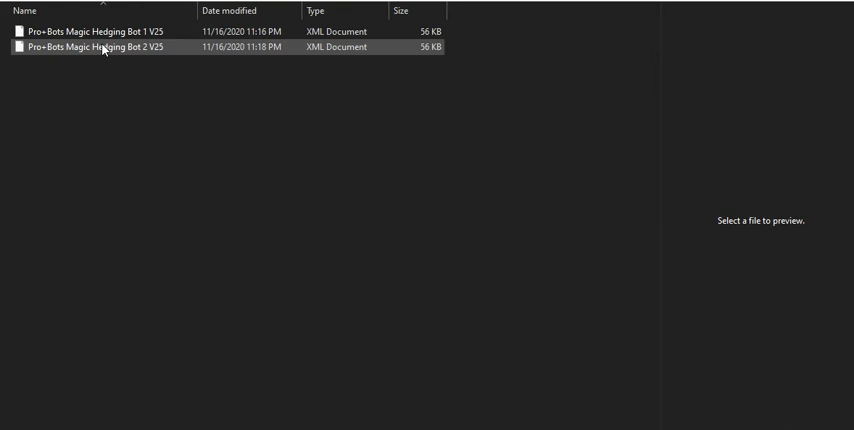 Name Date modified Type Size
Pro+Bots Magic Hedging Bot 1 V25 11/16/2020 11:16 PM XML Document 56 KB
Pro+Bots Magic Hedging Bot 2 V25 11/16/2020 11:18 PM XML Document 56 KB
Select a file to preview.